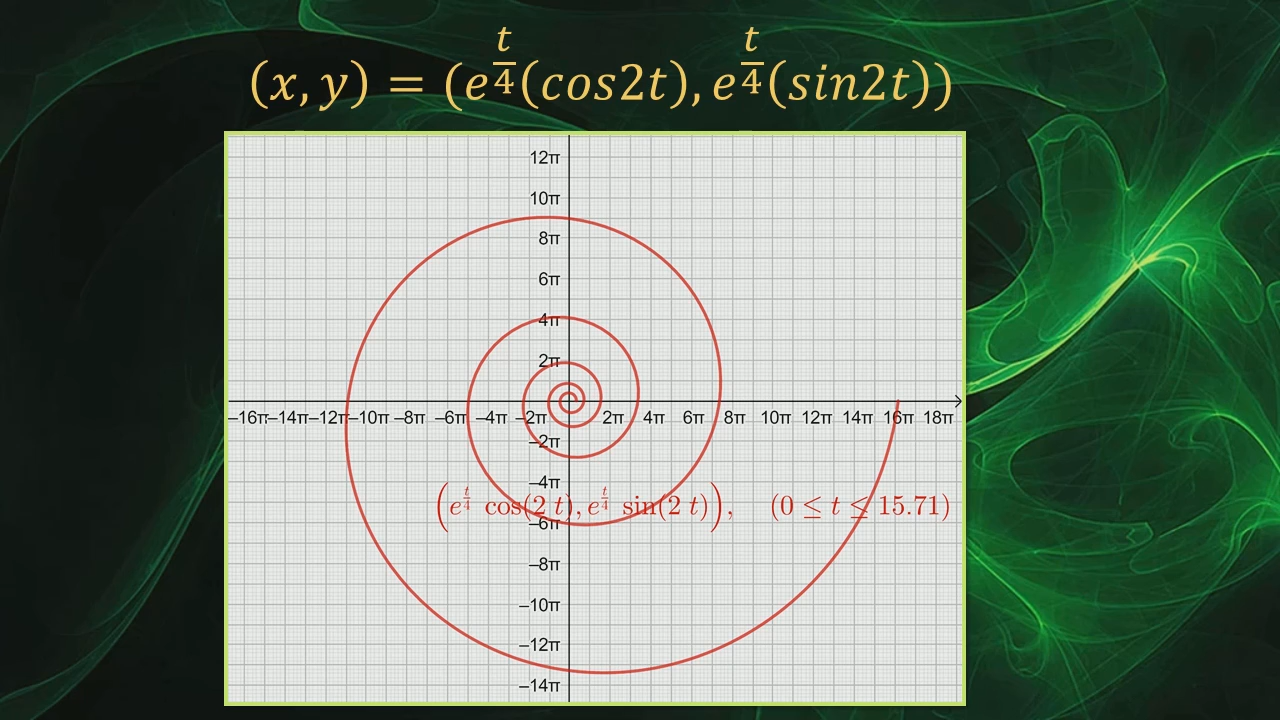 (x, y) = (e^{t/4}(cos2t), e^{t/4}(sin2t))
12π
10π
8π
6π
4π
2π
–16π –14π –12π –10π –8π –6π –4π –2π 2π 4π 6π 8π 10π 12π 14π 16π 18π
–2π
–4π
(e^{t/4} cos(2 t), e^{t/4} sin(2 t)), (0 ≤ t ≤ 15.71)
–6π
–8π
–10π
–12π
–14π